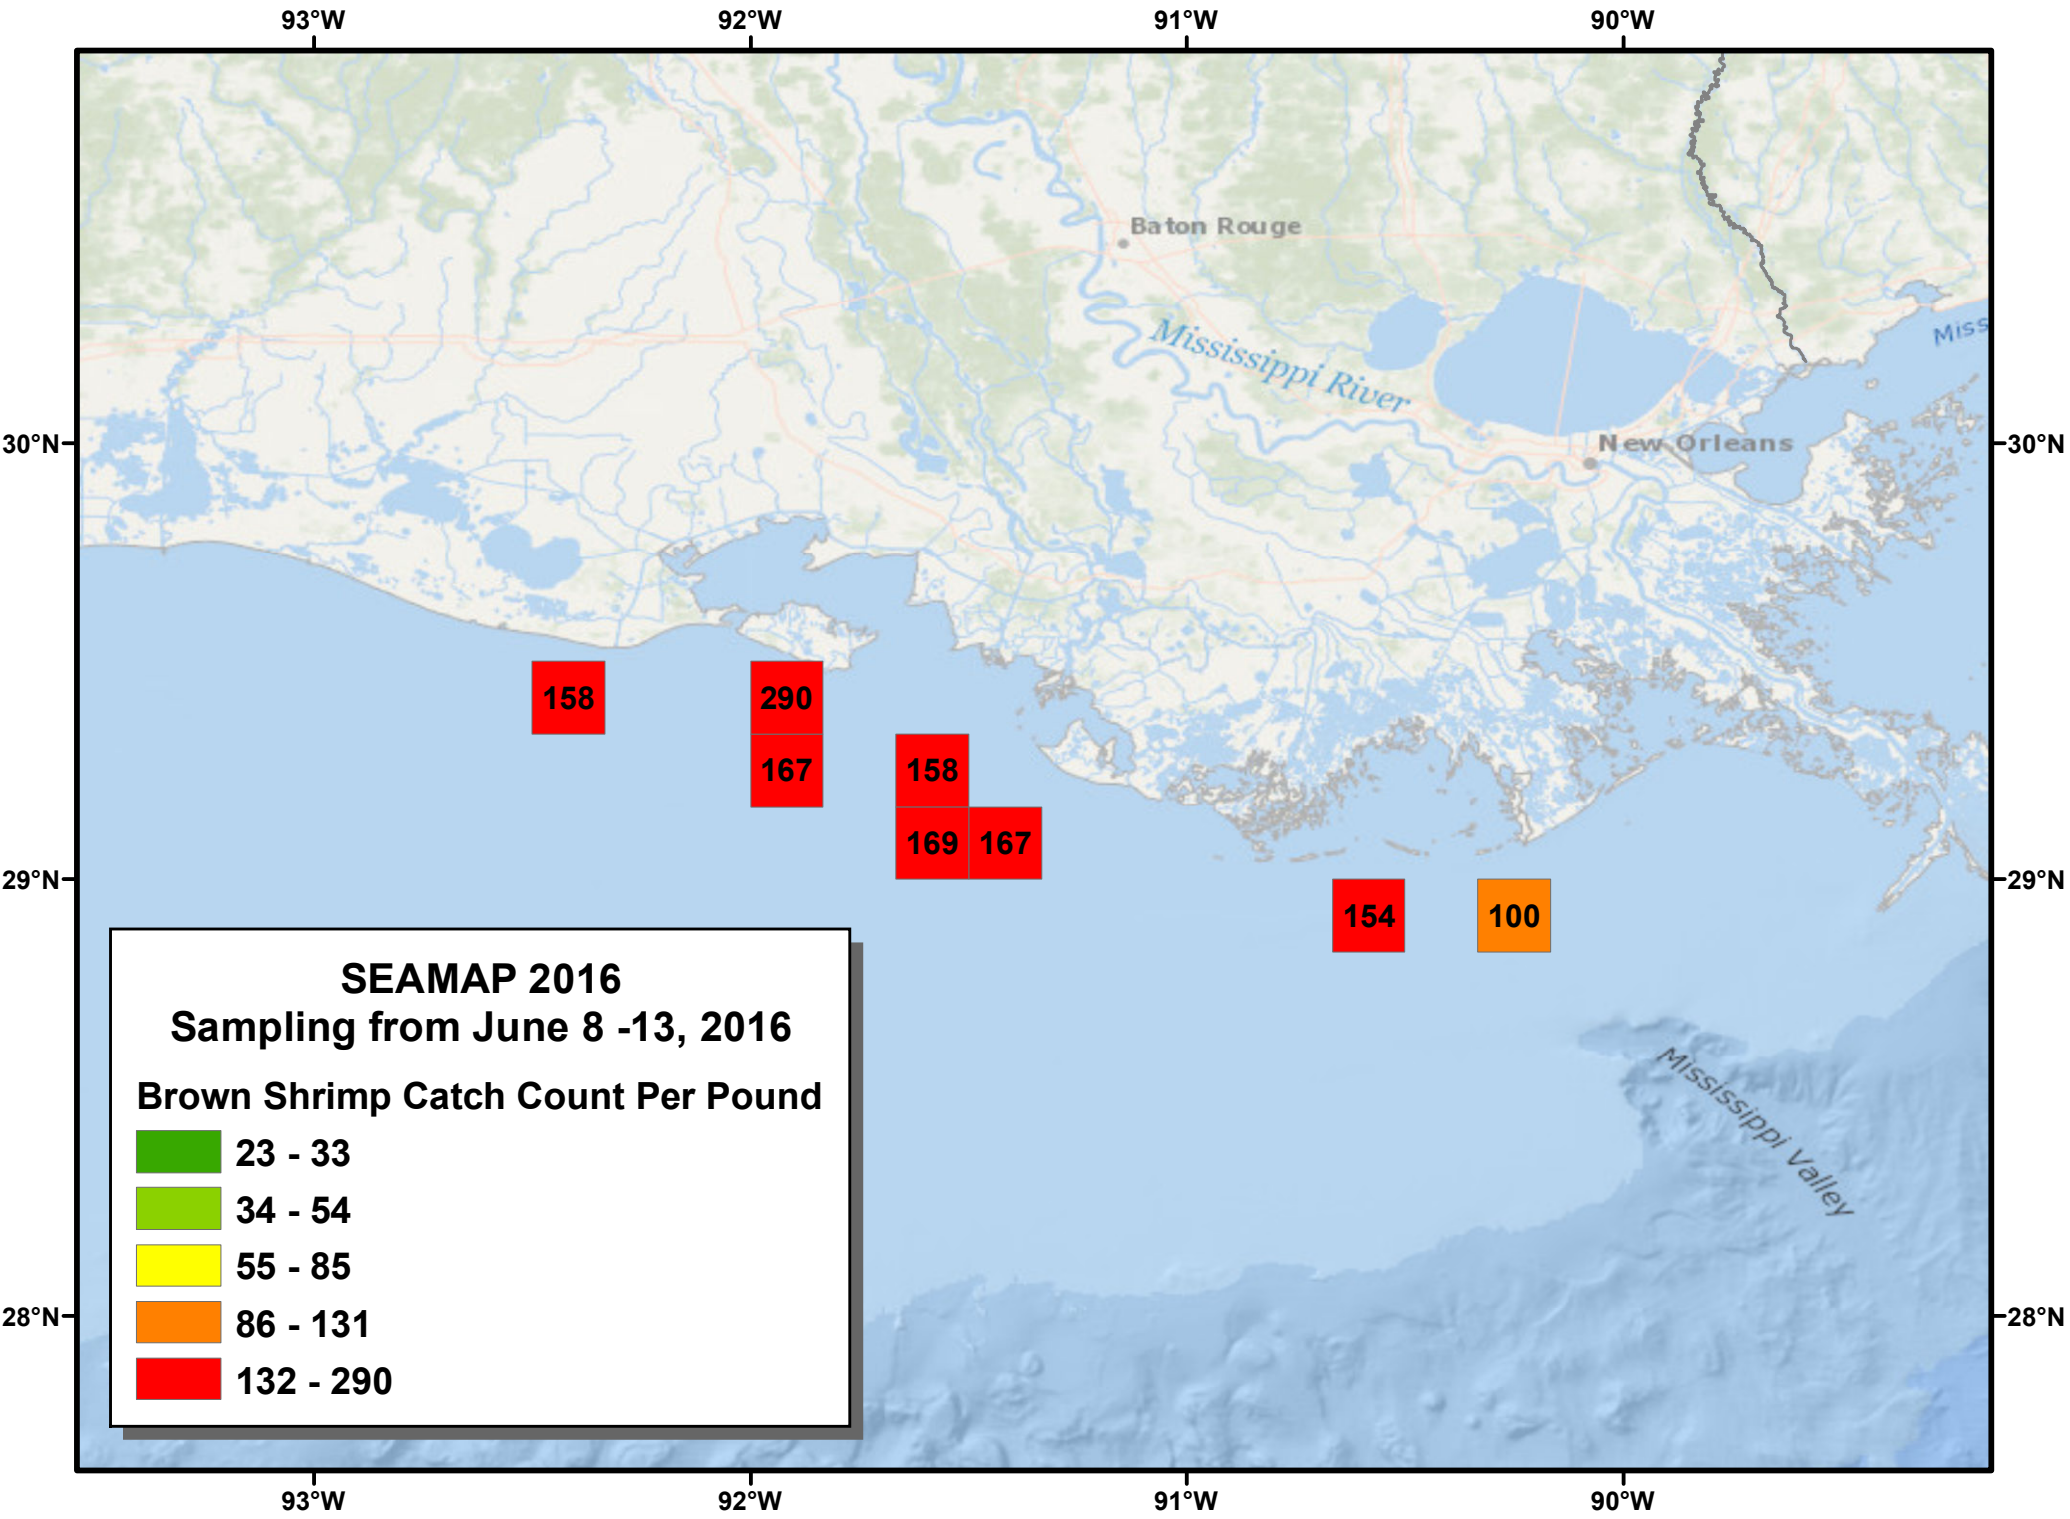 93°W 92°W 91°W 90°W
Baton Rouge
Mississippi River
Miss
30°N 30°N
New Orleans
158 290
167 158
169 167
29°N 29°N
154 100
SEAMAP 2016
Sampling from June 8 -13, 2016
Brown Shrimp Catch Count Per Pound
23 - 33
34 - 54
55 - 85
86 - 131
132 - 290
Mississippi Valley
28°N 28°N
93°W 92°W 91°W 90°W